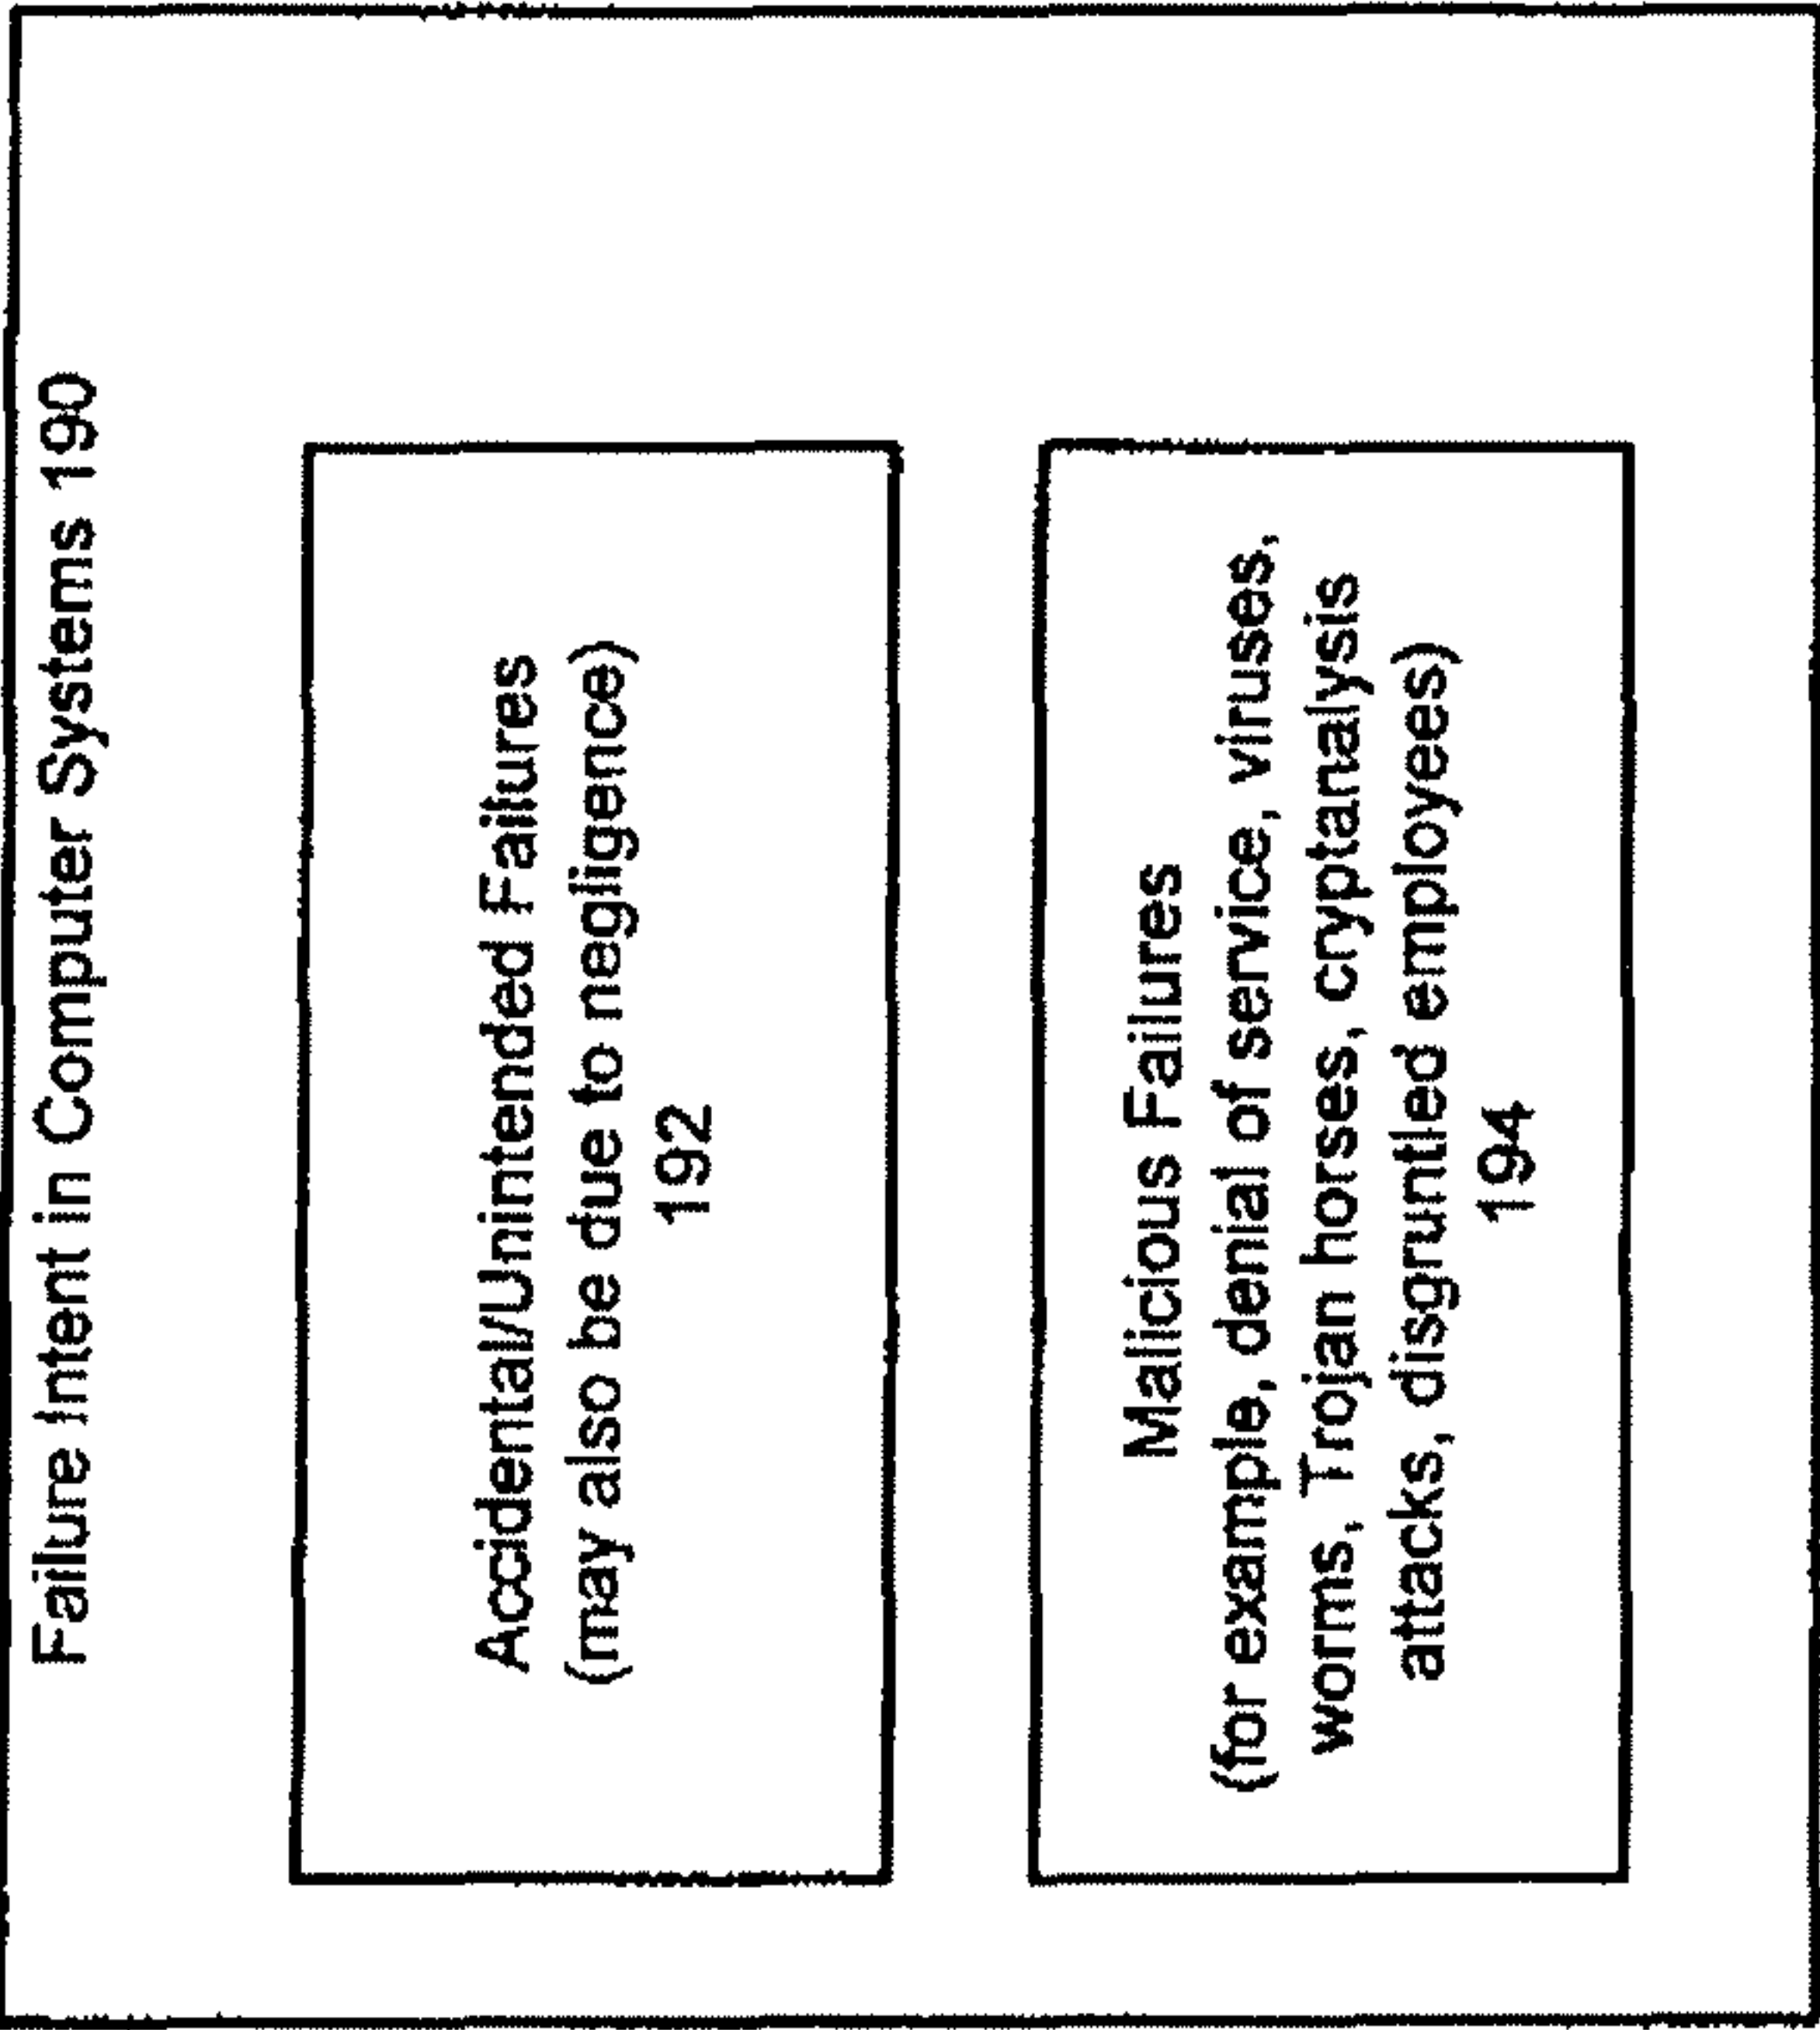 Failure Intent in Computer Systems 190
Accidental/Unintended Failures
(may also be due to negligence)
192
Malicious Failures
(for example, denial of service, viruses,
worms, Trojan horses, cryptanalysis
attacks, disgruntled employees)
194